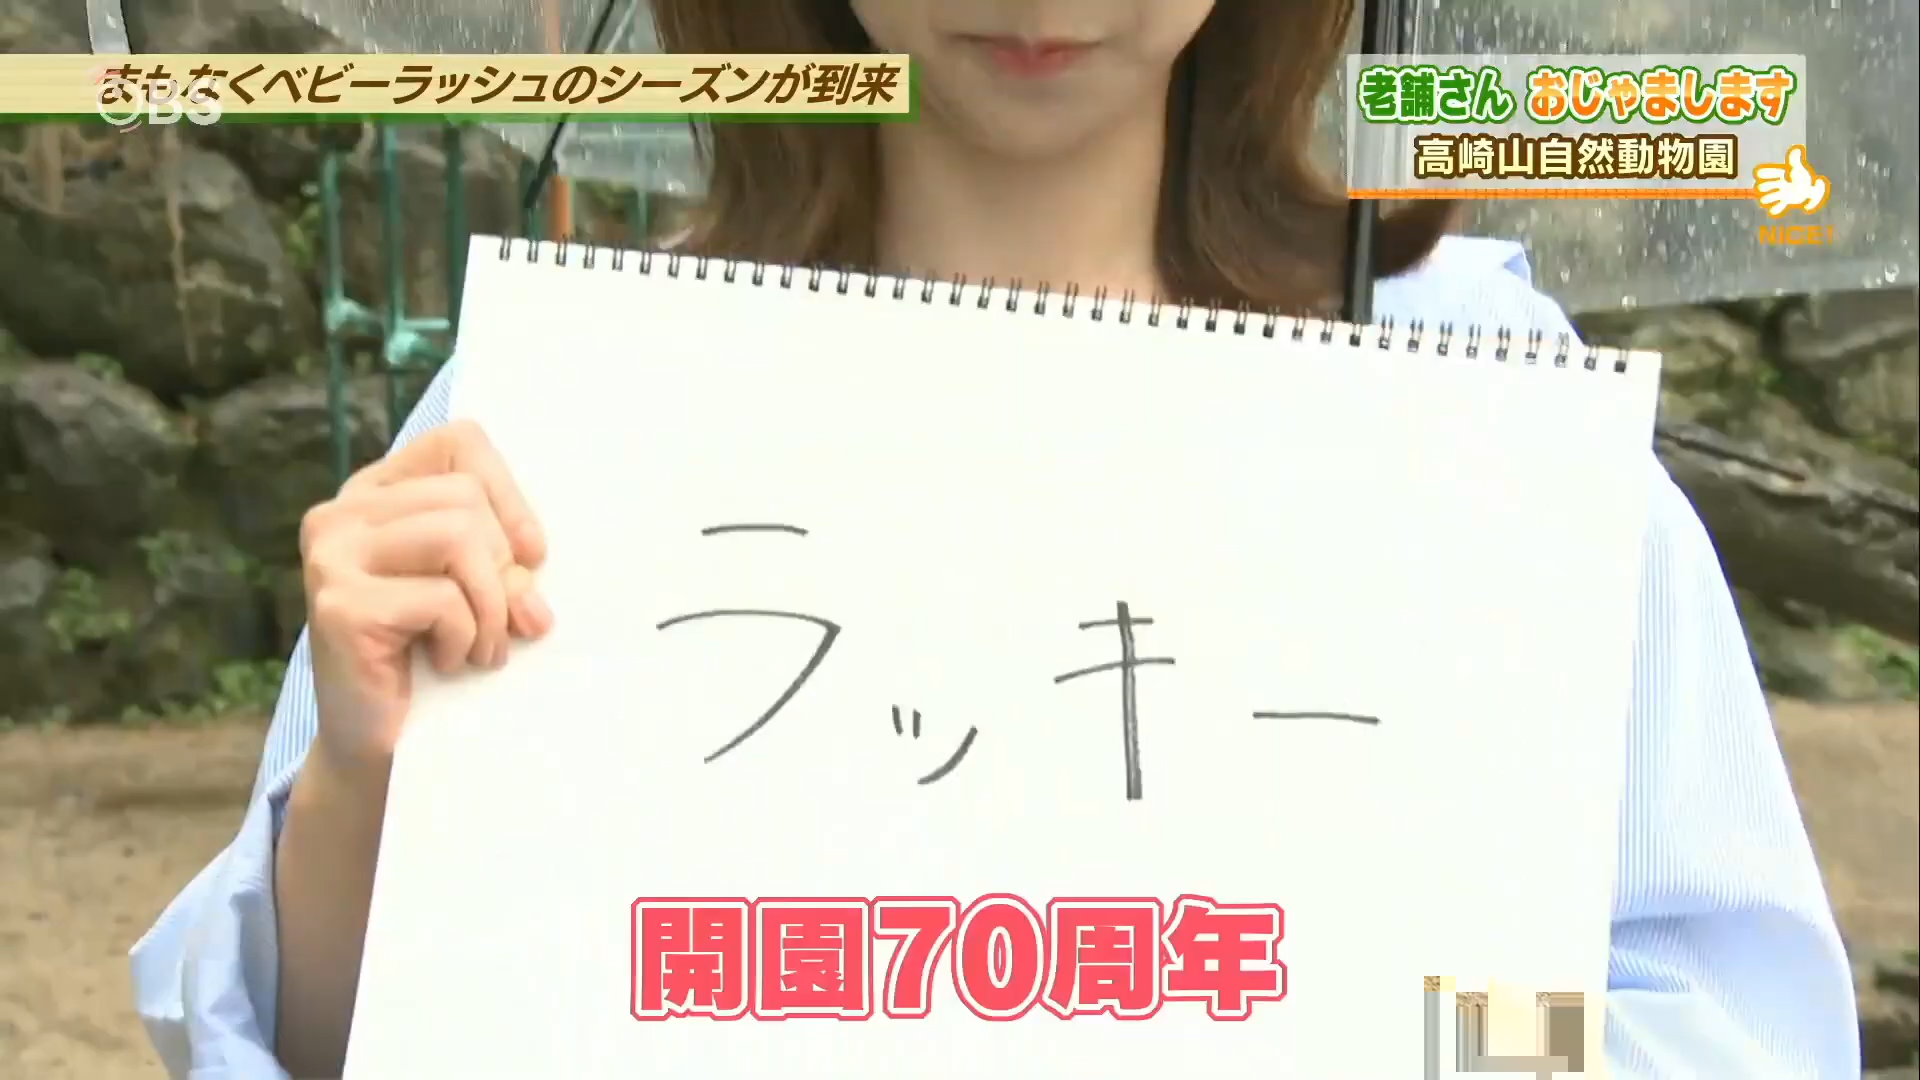 まもなくベビーラッシュのシーズンが到来
OBS
老舗さん おじゃまします
高崎山自然動物園
NICE!
ラッキー
開園70周年